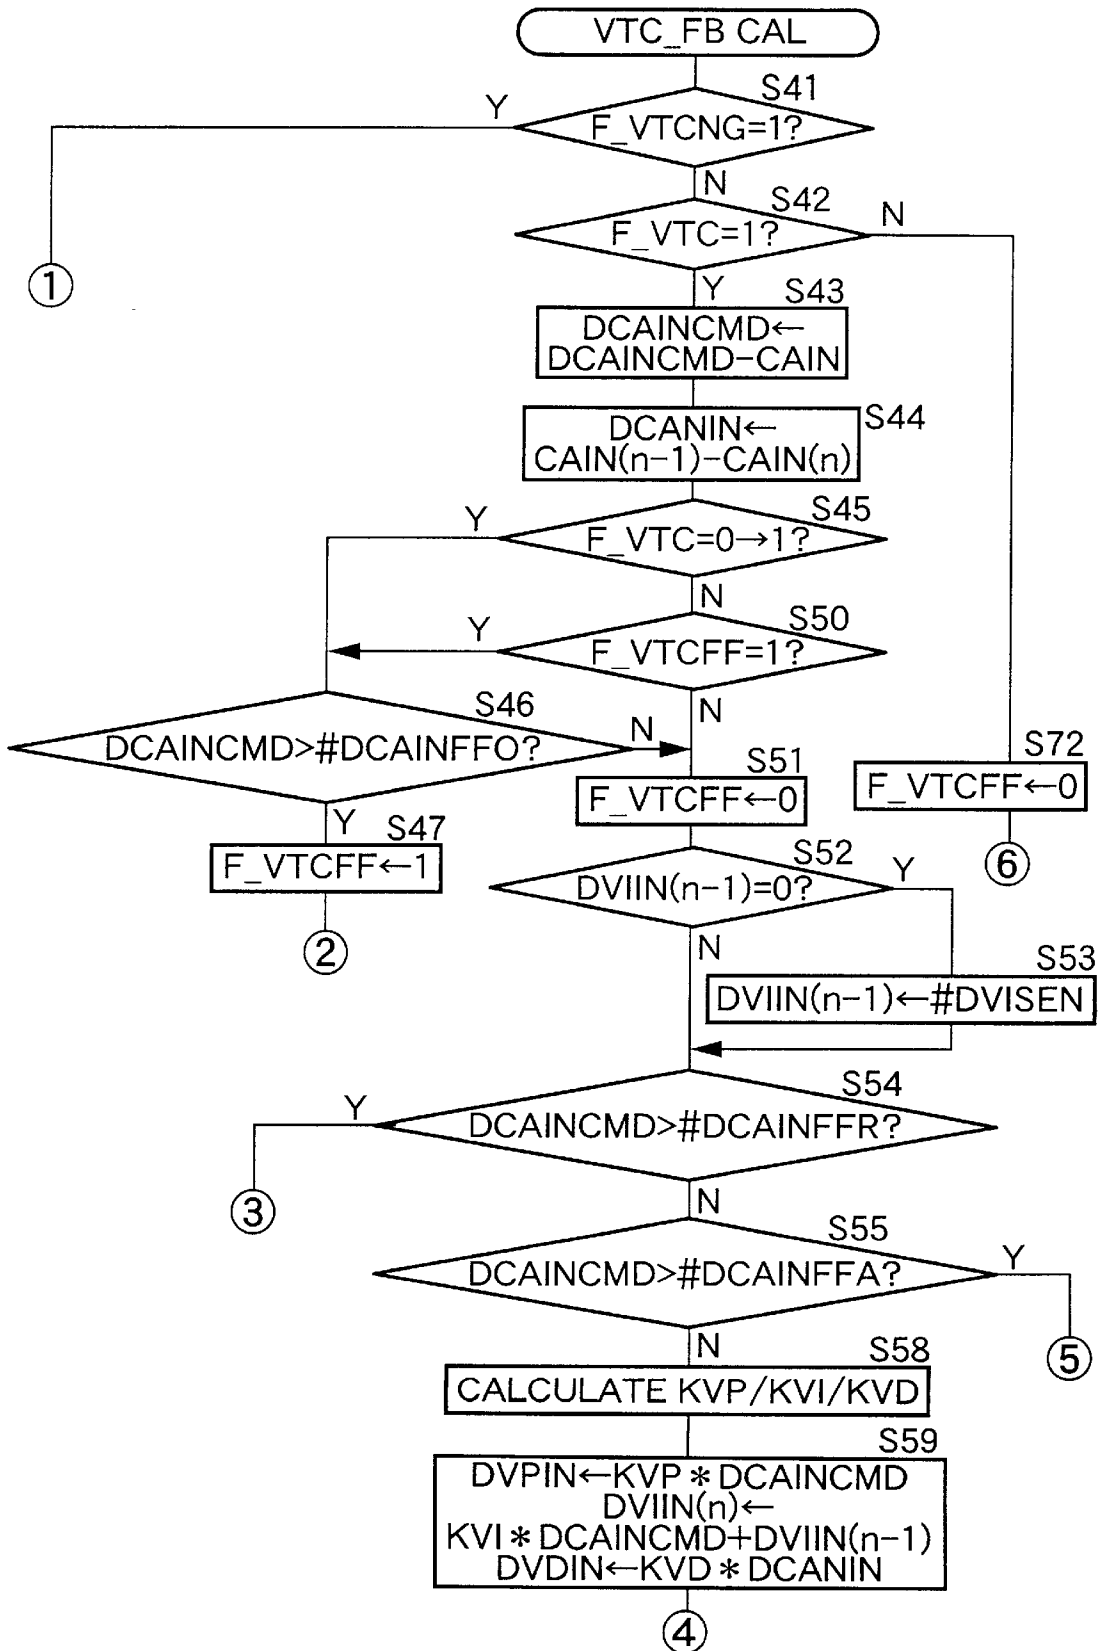 VTC_FB CAL
S41
Y
F_VTCNG=1?
N
S42
N
F_VTC=1?
1
Y
S43
DCAINCMD←
DCAINCMD-CAIN
S44
DCANIN←
CAIN(n-1)-CAIN(n)
S45
Y
F_VTC=0→1?
N
S50
Y
F_VTCFF=1?
N
S46
DCAINCMD>#DCAINFFO?
N
S72
F_VTCFF←0
6
S51
F_VTCFF←0
Y
S47
F_VTCFF←1
2
S52
DVIIN(n-1)=0?
Y
N
S53
DVIIN(n-1)←#DVISEN
S54
Y
DCAINCMD>#DCAINFFR?
3
N
S55
DCAINCMD>#DCAINFFA?
Y
5
N
S58
CALCULATE KVP/KVI/KVD
S59
DVPIN←KVP*DCAINCMD
DVIIN(n)←
KVI*DCAINCMD+DVIIN(n-1)
DVDIN←KVD*DCANIN
4